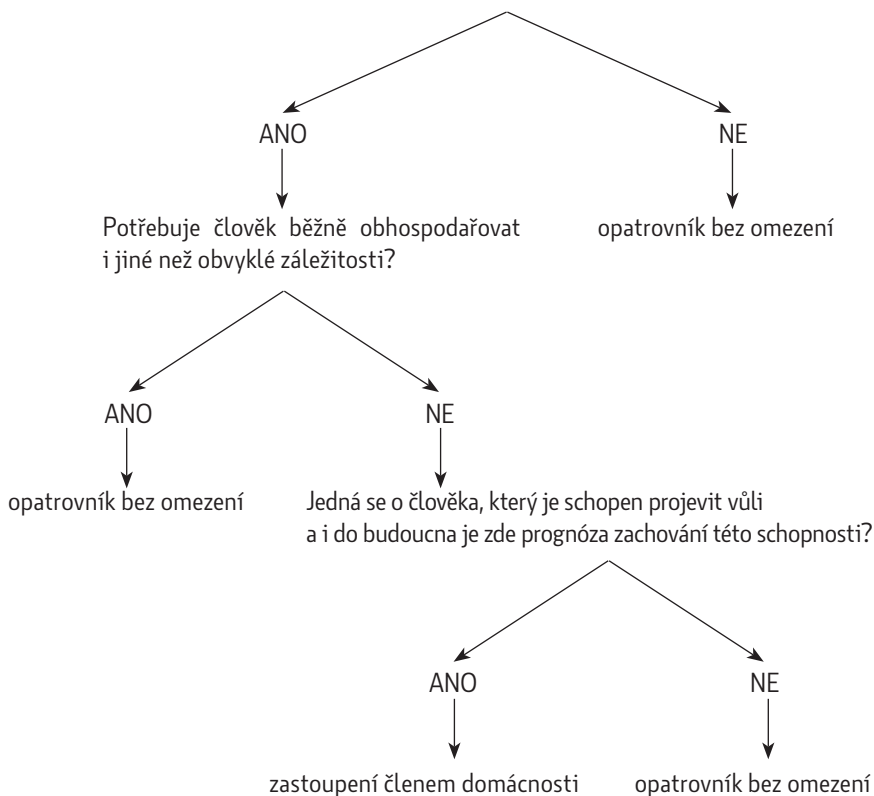 ANO
NE
Potřebuje člověk běžně obhospodařovat
i jiné než obvyklé záležitosti?
opatrovník bez omezení
ANO
NE
opatrovník bez omezení
Jedná se o člověka, který je schopen projevit vůli
a i do budoucna je zde prognóza zachování této schopnosti?
ANO
NE
zastoupení členem domácnosti
opatrovník bez omezení